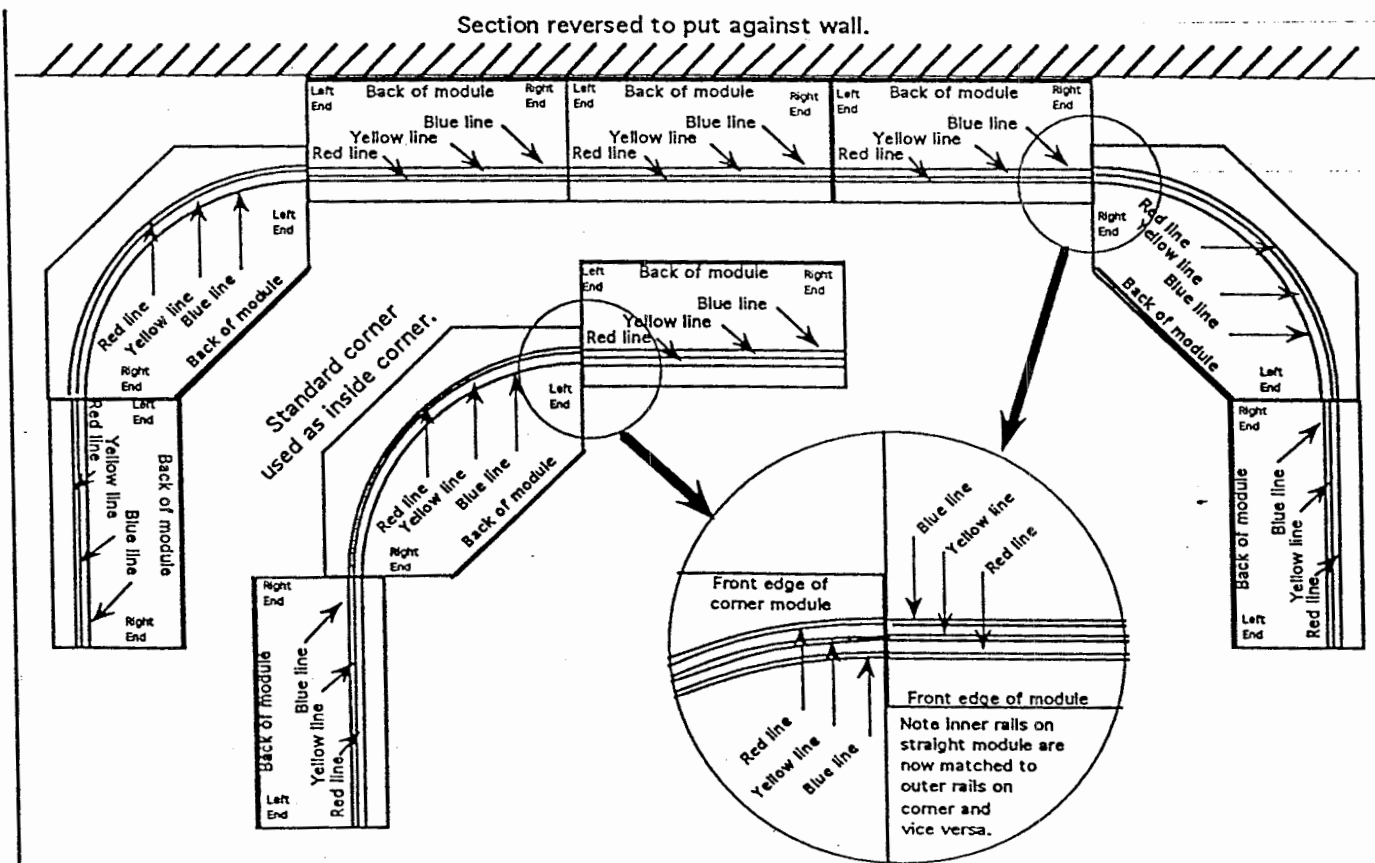 Section reversed to put against wall.
Left
End
Back of module
Right
End
Red line
Yellow line
Blue line
Left
End
Back of module
Right
End
Red line
Yellow line
Blue line
Left
End
Back of module
Right
End
Red line
Yellow line
Blue line
Left
End
Red line
Yellow line
Blue line
Back of module
Right
End
Left
End
Red line
Yellow line
Blue line
Back of module
Right
End
Standard corner
used as inside corner.
Left
End
Back of module
Right
End
Red line
Yellow line
Blue line
Left
End
Red line
Yellow line
Blue line
Back of module
Right
End
Right
End
Back of module
Blue line
Yellow line
Red line
Left
End
Right
End
Red line
Yellow line
Blue line
Back of module
Left
End
Right
End
Back of module
Blue line
Yellow line
Red line
Left
End
Blue line
Yellow line
Red line
Front edge of
corner module
Red line
Yellow line
Blue line
Front edge of module
Note inner rails on
straight module are
now matched to
outer rails on
corner and
vice versa.